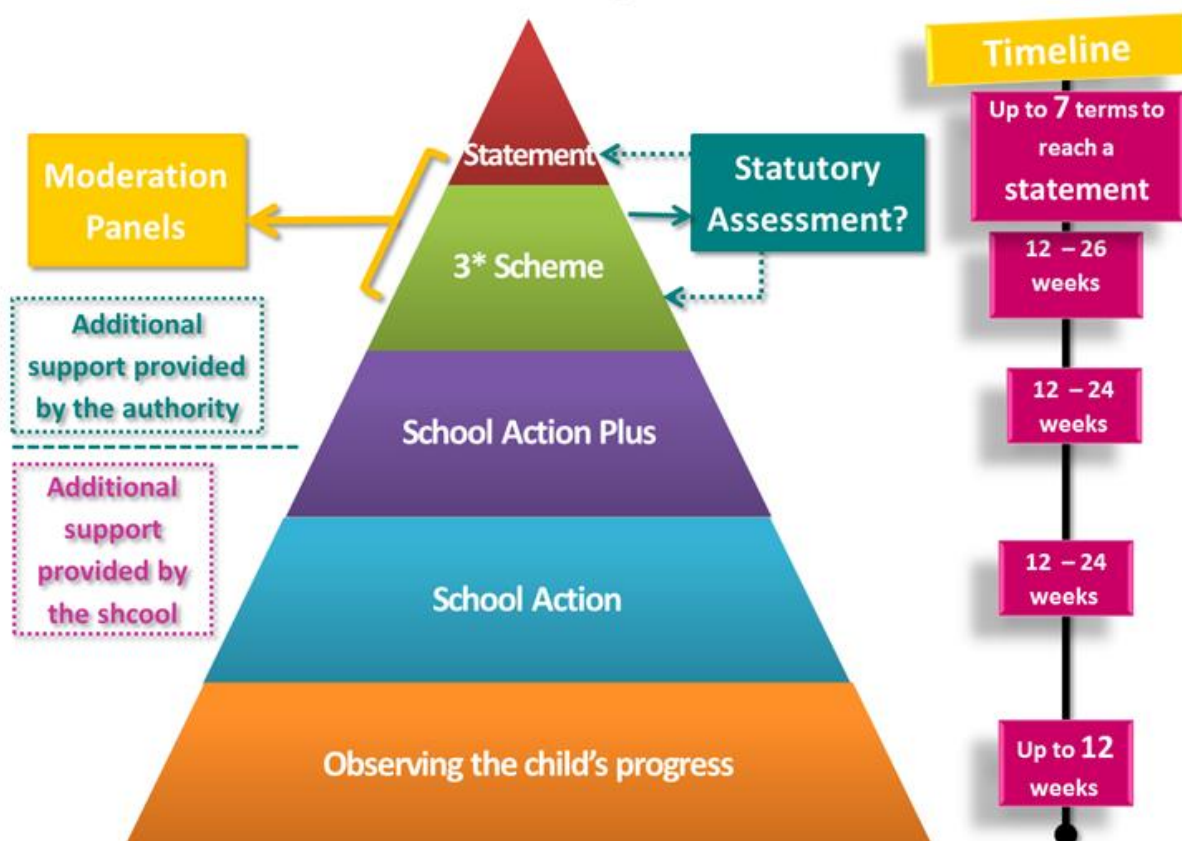 Timeline
Up to 7 terms to
reach a
statement
Statement
Moderation
Panels
Statutory
Assessment?
3* Scheme
12 – 26
weeks
Additional
support provided
by the authority
School Action Plus
12 – 24
weeks
Additional
support
provided by
the shcool
School Action
12 – 24
weeks
Observing the child's progress
Up to 12
weeks